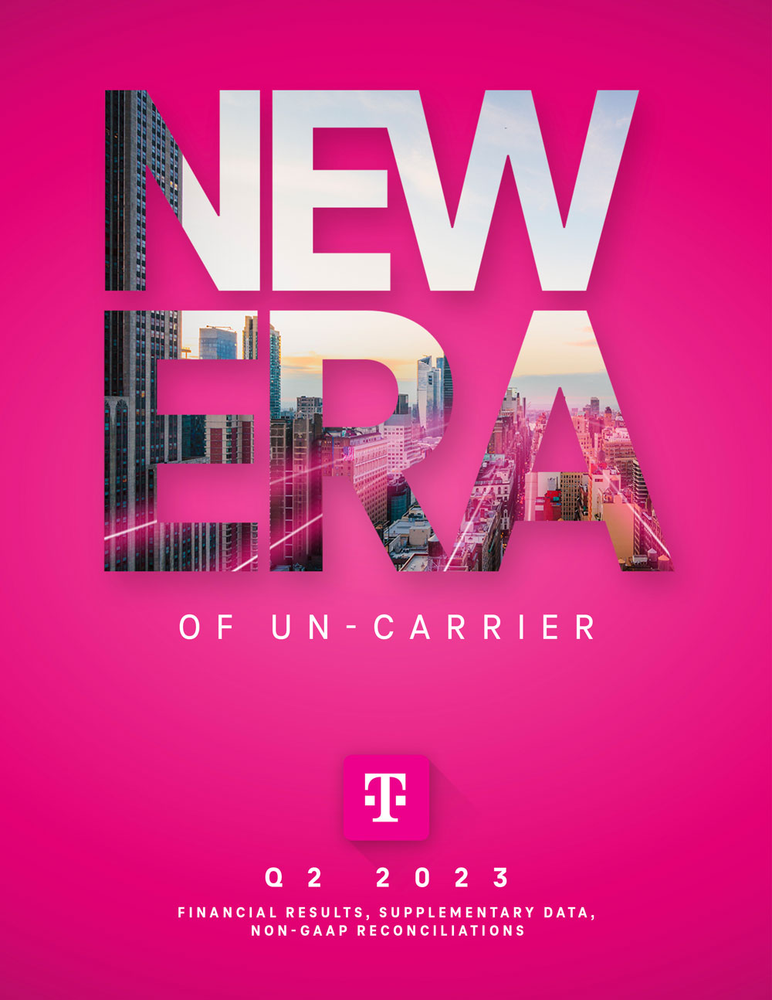 NEW
ERA
OF UN-CARRIER
T
Q2 2023
FINANCIAL RESULTS, SUPPLEMENTARY DATA,
NON-GAAP RECONCILIATIONS